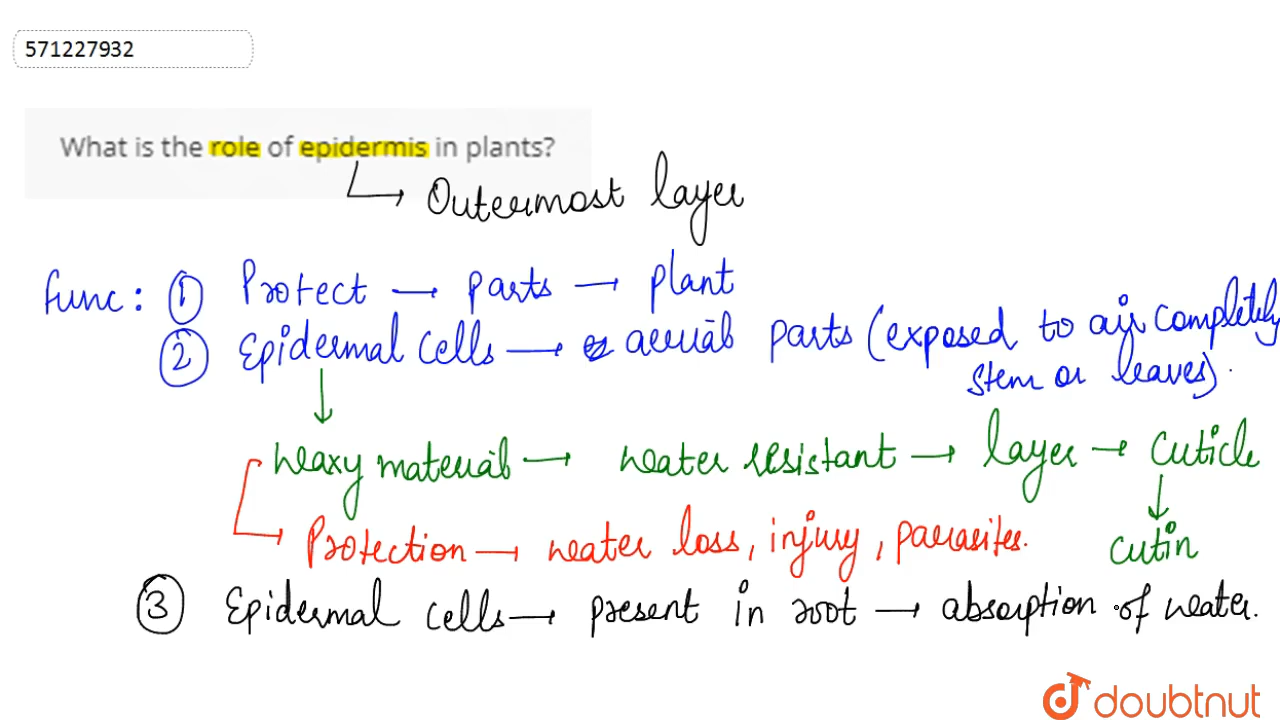 571227932
What is the role of epidermis in plants?
Outermost layer
func: ① Protect → parts → plant
② Epidermal cells → aerial parts (exposed to air completely
stem or leaves).
Waxy material → water resistant → layer → cuticle
Protection → water loss, injury, parasites.
cutin
③ Epidermal cells → present in root → absorption of water.
doubtnut